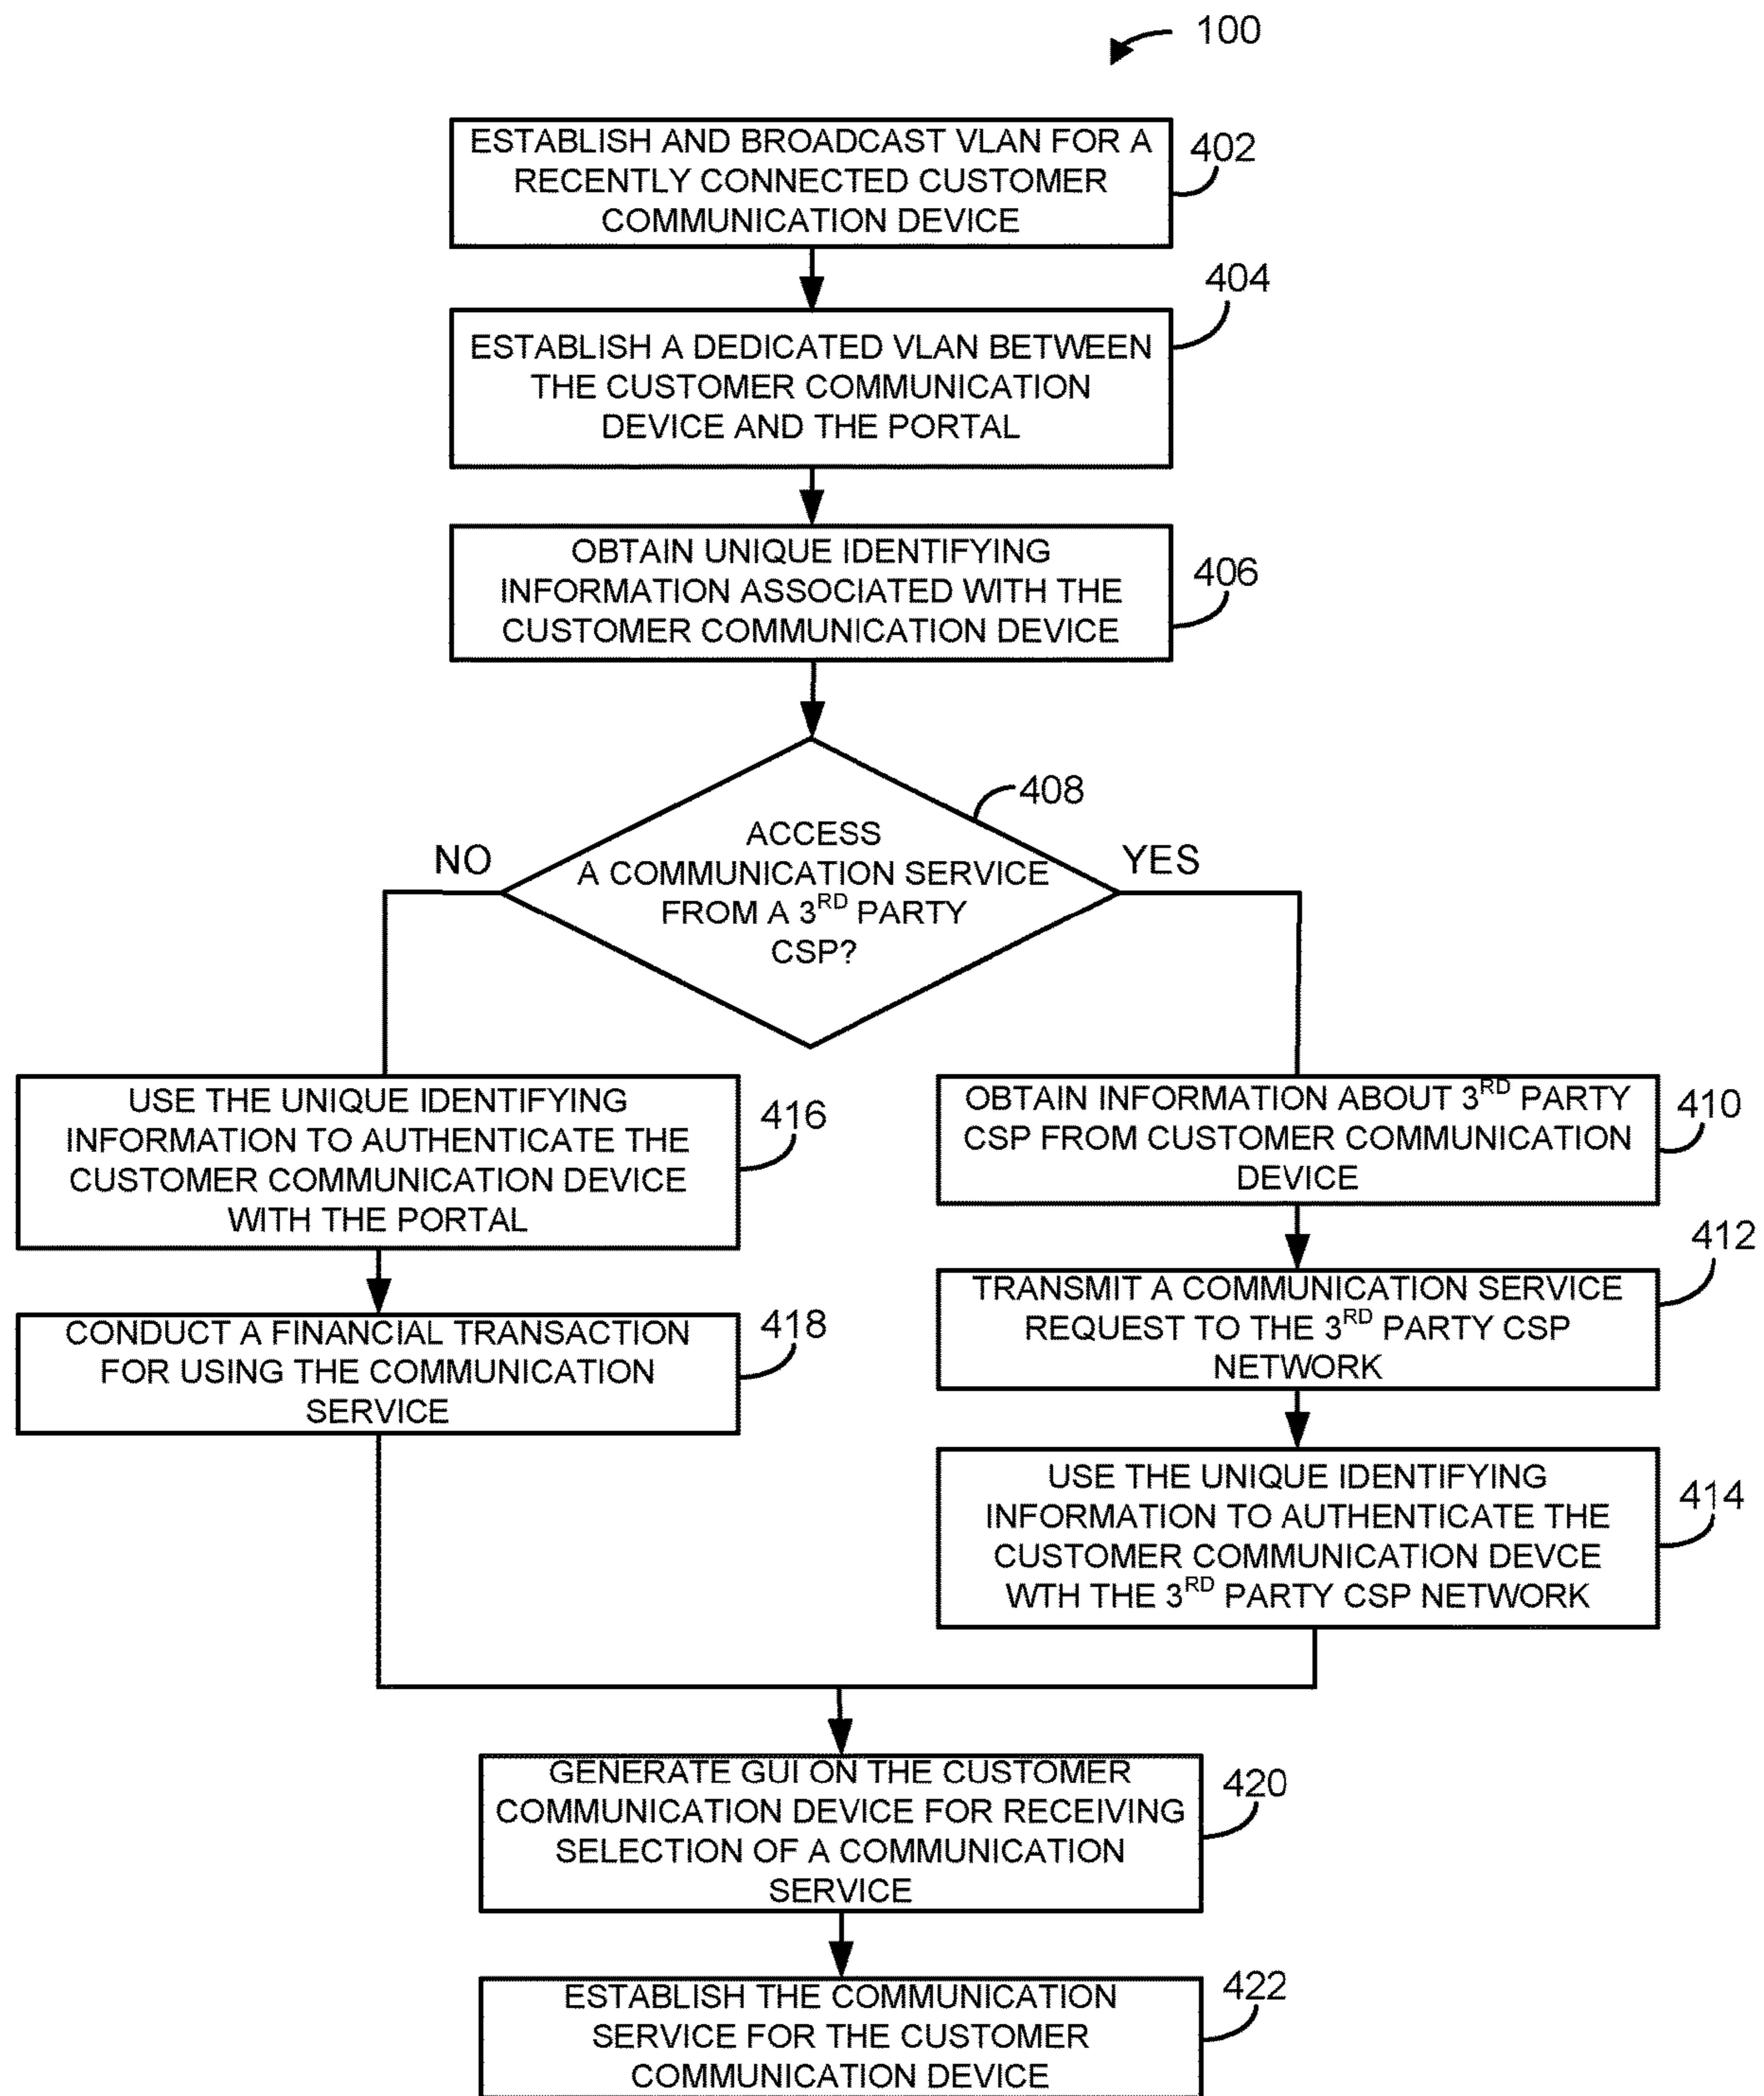 100
ESTABLISH AND BROADCAST VLAN FOR A
RECENTLY CONNECTED CUSTOMER
COMMUNICATION DEVICE
402
ESTABLISH A DEDICATED VLAN BETWEEN
THE CUSTOMER COMMUNICATION
DEVICE AND THE PORTAL
404
OBTAIN UNIQUE IDENTIFYING
INFORMATION ASSOCIATED WITH THE
CUSTOMER COMMUNICATION DEVICE
406
ACCESS
A COMMUNICATION SERVICE
FROM A 3RD PARTY
CSP?
408
NO
YES
USE THE UNIQUE IDENTIFYING
INFORMATION TO AUTHENTICATE THE
CUSTOMER COMMUNICATION DEVICE
WITH THE PORTAL
416
CONDUCT A FINANCIAL TRANSACTION
FOR USING THE COMMUNICATION
SERVICE
418
OBTAIN INFORMATION ABOUT 3RD PARTY
CSP FROM CUSTOMER COMMUNICATION
DEVICE
410
TRANSMIT A COMMUNICATION SERVICE
REQUEST TO THE 3RD PARTY CSP
NETWORK
412
USE THE UNIQUE IDENTIFYING
INFORMATION TO AUTHENTICATE THE
CUSTOMER COMMUNICATION DEVCE
WTH THE 3RD PARTY CSP NETWORK
414
GENERATE GUI ON THE CUSTOMER
COMMUNICATION DEVICE FOR RECEIVING
SELECTION OF A COMMUNICATION
SERVICE
420
ESTABLISH THE COMMUNICATION
SERVICE FOR THE CUSTOMER
COMMUNICATION DEVICE
422